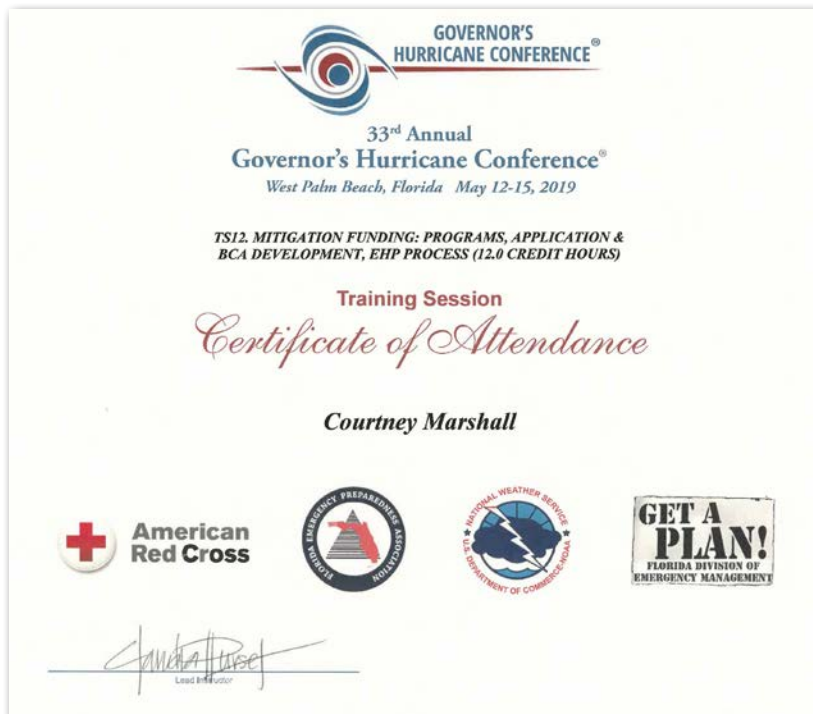 GOVERNOR'S
HURRICANE CONFERENCE®
33rd Annual
Governor's Hurricane Conference®
West Palm Beach, Florida May 12-15, 2019
TS12. MITIGATION FUNDING: PROGRAMS, APPLICATION &
BCA DEVELOPMENT, EHP PROCESS (12.0 CREDIT HOURS)
Training Session
Certificate of Attendance
Courtney Marshall
American
Red Cross
FLORIDA EMERGENCY PREPAREDNESS ASSOCIATION
NATIONAL WEATHER SERVICE
U.S. DEPARTMENT OF COMMERCE-NOAA
GET A
PLAN!
FLORIDA DIVISION OF
EMERGENCY MANAGEMENT
Lead Instructor